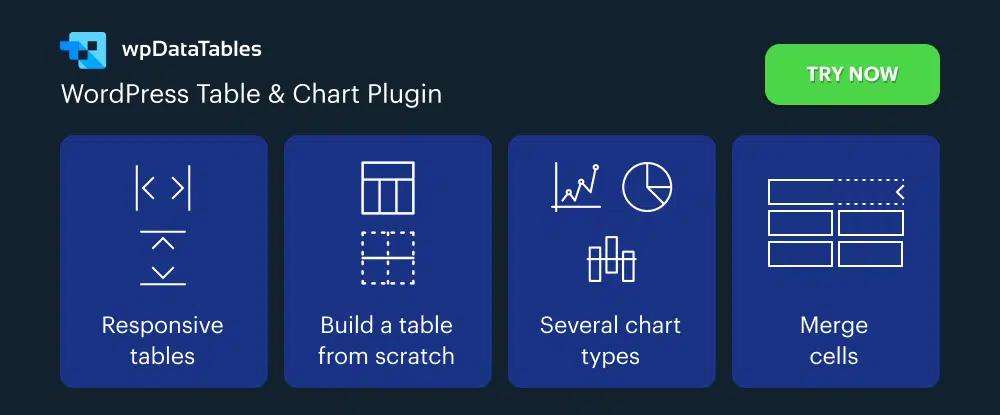 wpDataTables
WordPress Table & Chart Plugin
TRY NOW
Responsive
tables
Build a table
from scratch
Several chart
types
Merge
cells